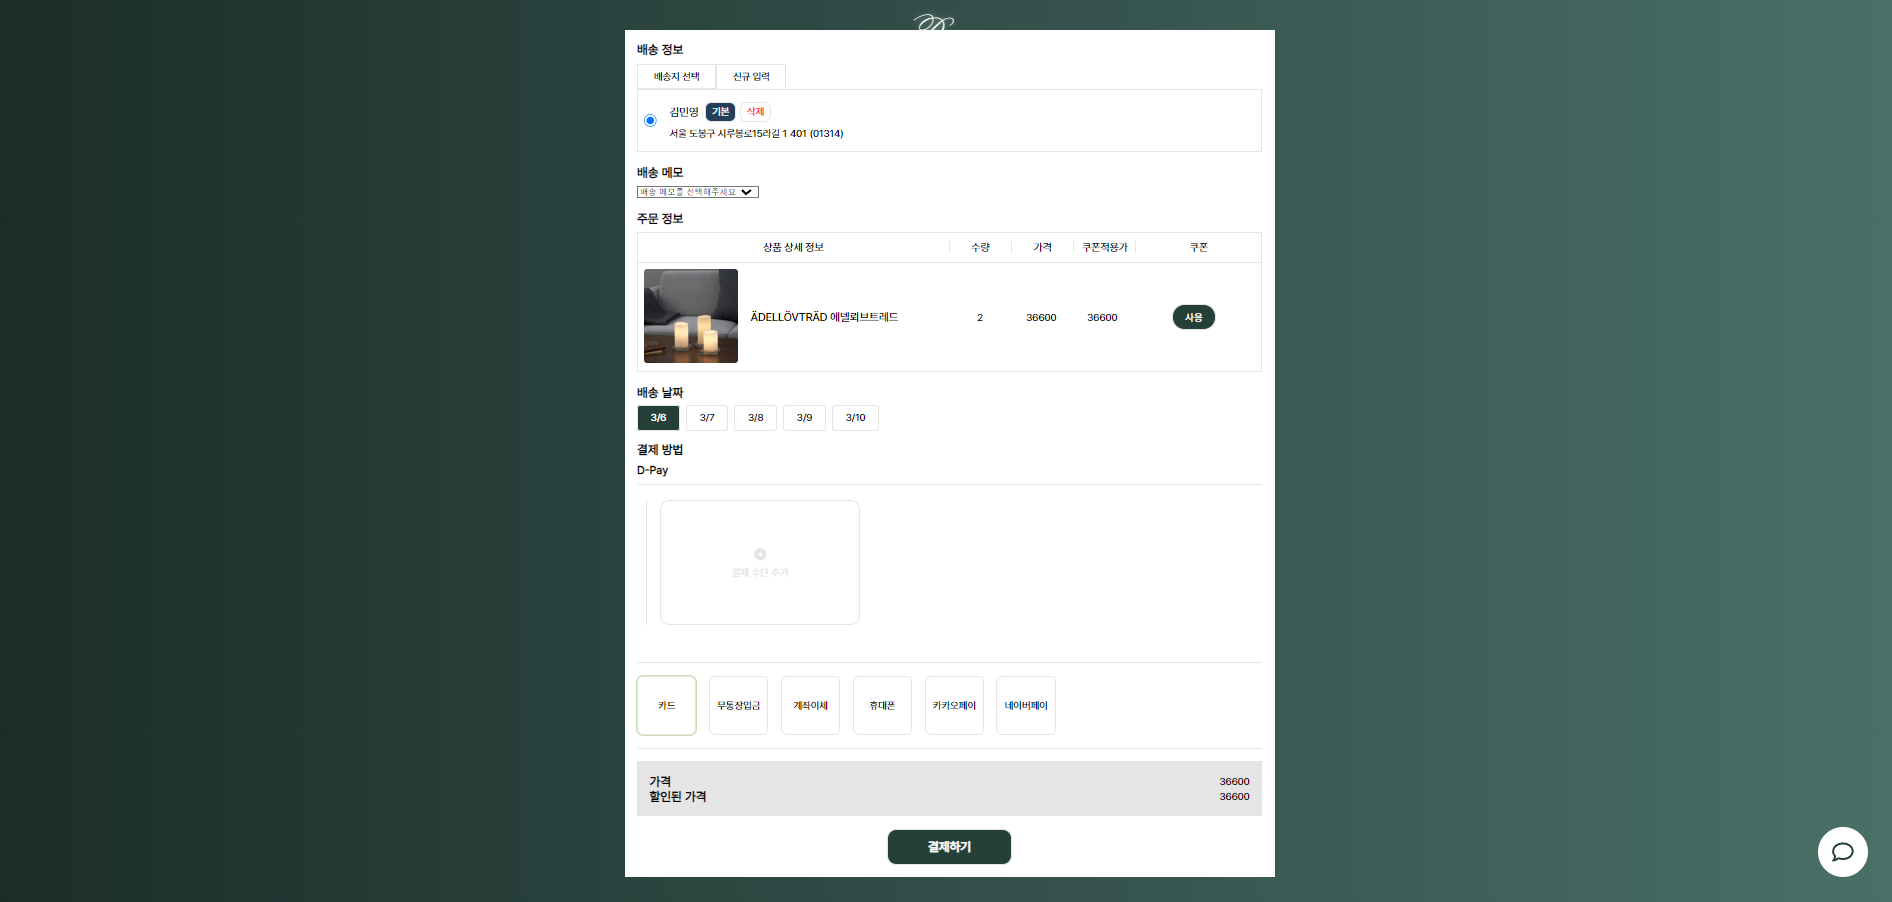 배송 정보
배송지 선택 신규 입력
김민영 기본 삭제
서울 도봉구 시루봉로15라길 1 401 (01314)
배송 메모
배송 메모를 선택해주세요
주문 정보
상품 상세 정보 수량 가격 쿠폰적용가 쿠폰
ÄDELLÖVTRÄD 에델뢰브트레드 2 36600 36600 사용
배송 날짜
3/6 3/7 3/8 3/9 3/10
결제 방법
D-Pay
결제 수단 추가
카드 무통장입금 계좌이체 휴대폰 카카오페이 네이버페이
가격 36600
할인된 가격 36600
결제하기